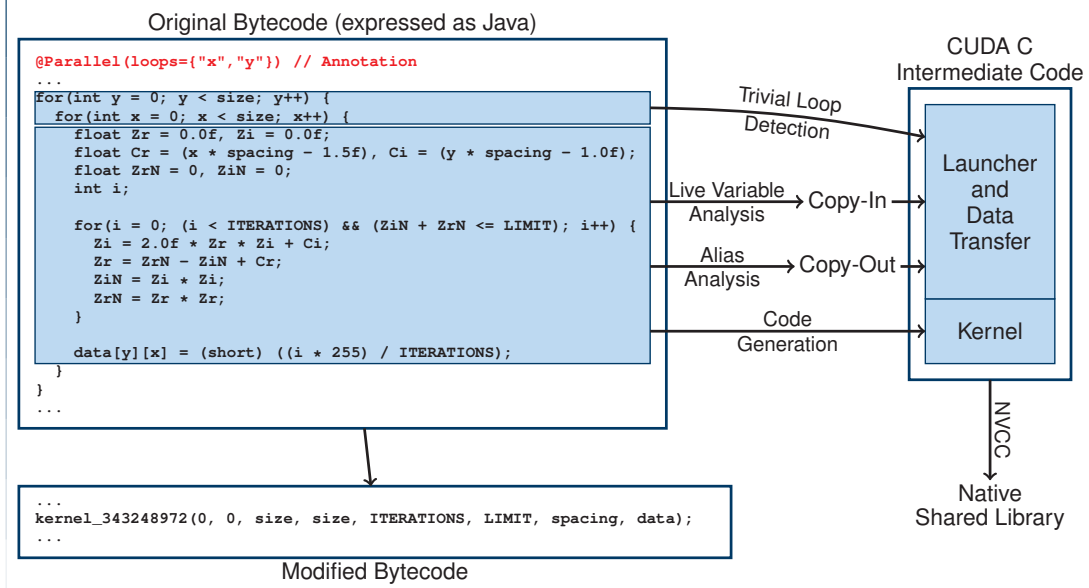 Original Bytecode (expressed as Java)
@Parallel(loops={"x","y"}) // Annotation
...
for(int y = 0; y < size; y++) {
for(int x = 0; x < size; x++) {
float Zr = 0.0f, Zi = 0.0f;
float Cr = (x * spacing - 1.5f), Ci = (y * spacing - 1.0f);
float ZrN = 0, ZiN = 0;
int i;
for(i = 0; (i < ITERATIONS) && (ZiN + ZrN <= LIMIT); i++) {
Zi = 2.0f * Zr * Zi + Ci;
Zr = ZrN - ZiN + Cr;
ZiN = Zi * Zi;
ZrN = Zr * Zr;
}
data[y][x] = (short) ((i * 255) / ITERATIONS);
}
}
...
Trivial Loop
Detection
Live Variable
Analysis
Copy-In
Alias
Analysis
Copy-Out
Code
Generation
CUDA C
Intermediate Code
Launcher
and
Data
Transfer
Kernel
NVCC
Native
Shared Library
...
kernel_343248972(0, 0, size, size, ITERATIONS, LIMIT, spacing, data);
...
Modified Bytecode